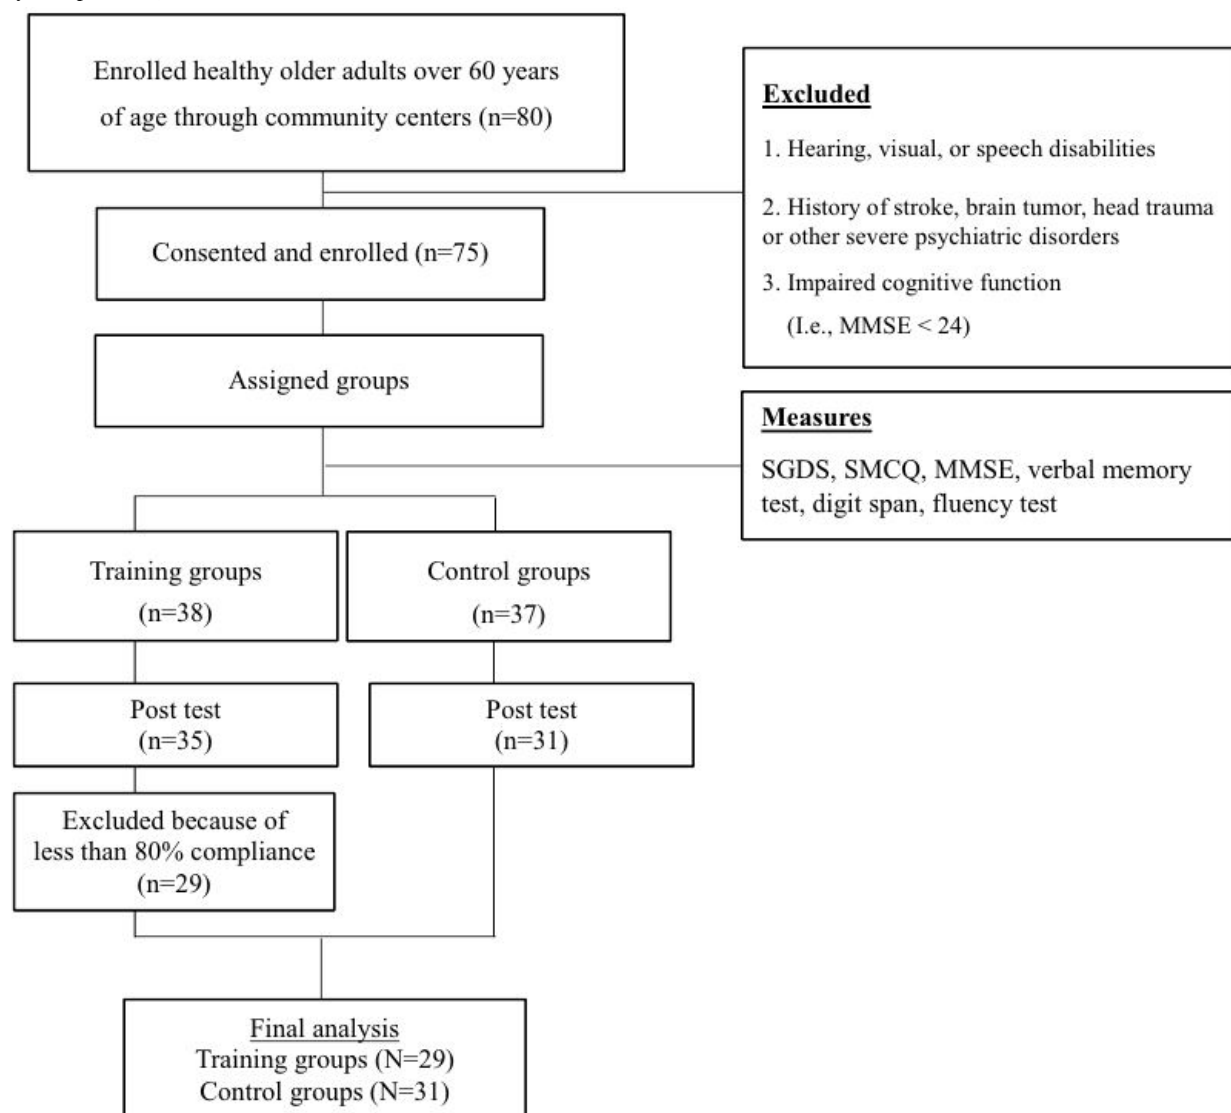 Enrolled healthy older adults over 60 years
of age through community centers (n=80)
Excluded
1. Hearing, visual, or speech disabilities
2. History of stroke, brain tumor, head trauma
or other severe psychiatric disorders
3. Impaired cognitive function
(I.e., MMSE < 24)
Consented and enrolled (n=75)
Assigned groups
Measures
SGDS, SMCQ, MMSE, verbal memory
test, digit span, fluency test
Training groups
(n=38)
Control groups
(n=37)
Post test
(n=35)
Post test
(n=31)
Excluded because of
less than 80% compliance
(n=29)
Final analysis
Training groups (N=29)
Control groups (N=31)